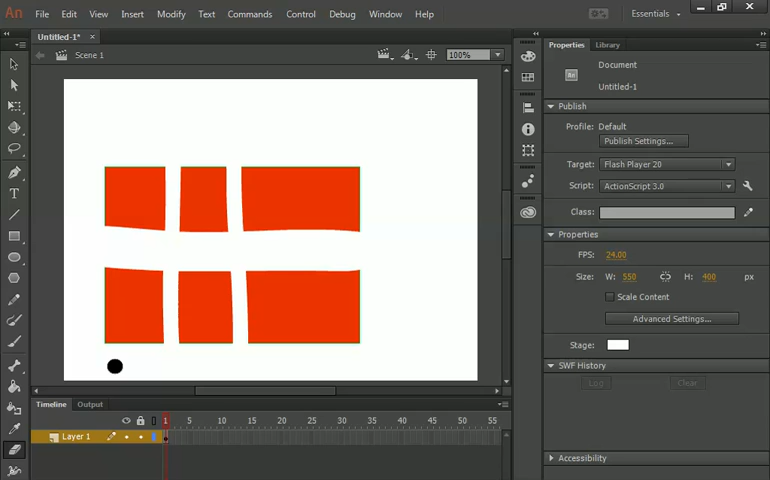 An File Edit View Insert Modify Text Commands Control Debug Window Help Essentials
Untitled-1* ×
Scene 1 100%
Properties Library
Document
An
Untitled-1
Publish
Profile: Default
Publish Settings...
Target: Flash Player 20
Script: ActionScript 3.0
Class:
Properties
FPS: 24.00
Size: W: 550 H: 400 px
Scale Content
Advanced Settings...
Stage:
SWF History
Log Clear
Accessibility
Timeline Output
1 5 10 15 20 25 30 35 40 45 50 55
Layer 1